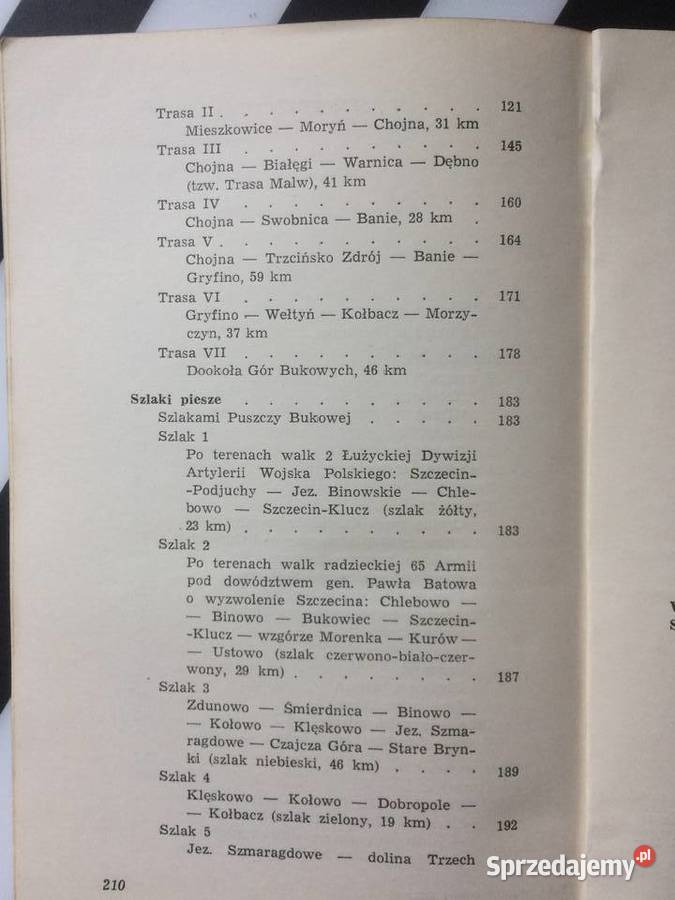 Trasa II . . . . . . . . . . . 121
Mieszkowice — Moryń — Chojna, 31 km
Trasa III . . . . . . . . . . 145
Chojna — Białęgi — Warnica — Dębno
(tzw. Trasa Malw), 41 km
Trasa IV . . . . . . . . . . 160
Chojna — Swobnica — Banie, 28 km .
Trasa V . . . . . . . . . . . 164
Chojna — Trzcińsko Zdrój — Banie —
Gryfino, 59 km
Trasa VI . . . . . . . . . . 171
Gryfino — Wełtyń — Kołbacz — Morzy-
czyn, 37 km
Trasa VII . . . . . . . . . . 178
Dookoła Gór Bukowych, 46 km
Szlaki piesze . . . . . . . . . . 183
Szlakami Puszczy Bukowej . . . . . 183
Szlak 1
Po terenach walk 2 Łużyckiej Dywizji
Artylerii Wojska Polskiego: Szczecin-
-Podjuchy — Jez. Binowskie — Chle-
bowo — Szczecin-Klucz (szlak żółty,
23 km) . . . . . . . . . . 183
Szlak 2
Po terenach walk radzieckiej 65 Armii
pod dowództwem gen. Pawła Batowa
o wyzwolenie Szczecina: Chlebowo —
— Binowo — Bukowiec — Szczecin-
-Klucz — wzgórze Morenka — Kurów —
— Ustowo (szlak czerwono-biało-czer-
wony, 29 km) . . . . . . . . 187
Szlak 3
Zdunowo — Śmierdnica — Binowo —
— Kołowo — Klęskowo — Jez. Szma-
ragdowe — Czajcza Góra — Stare Bryn-
ki (szlak niebieski, 46 km) . . . . 189
Szlak 4
Klęskowo — Kołowo — Dobropole —
— Kołbacz (szlak zielony, 19 km) . . 192
Szlak 5
Jez. Szmaragdowe — dolina Trzech
210
Sprzedajemy.pl